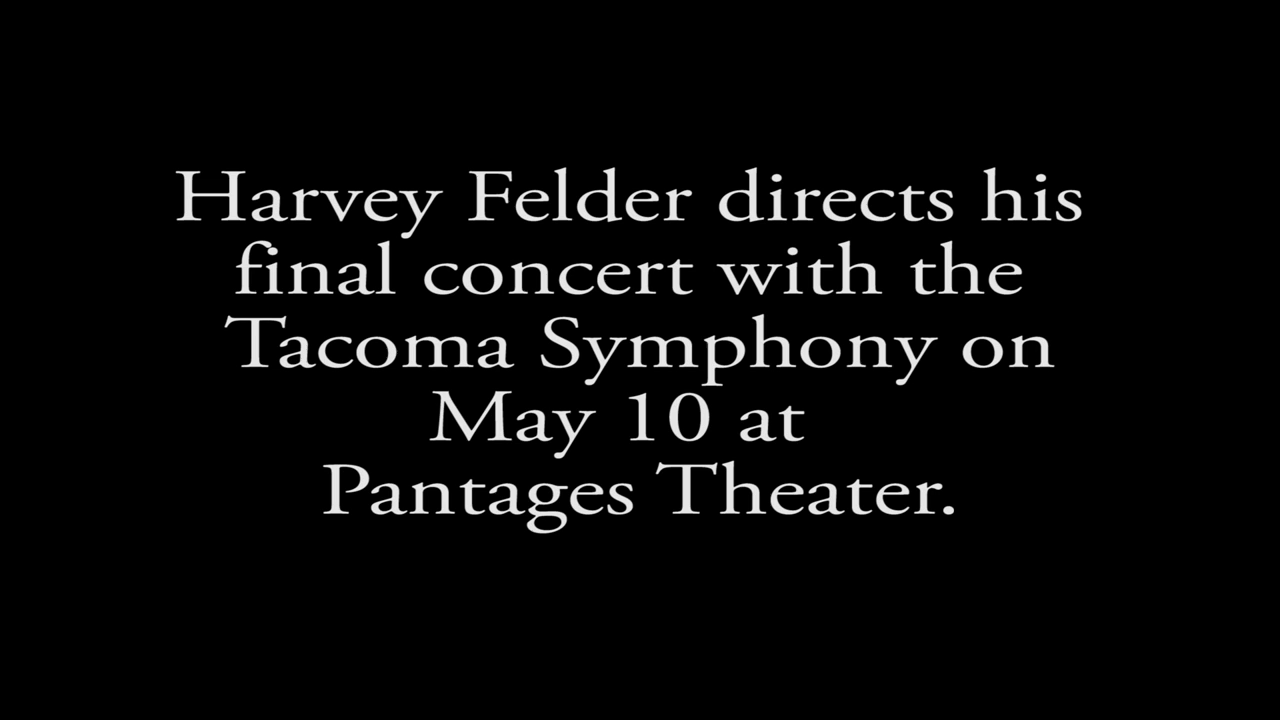 Harvey Felder directs his
final concert with the
Tacoma Symphony on
May 10 at
Pantages Theater.